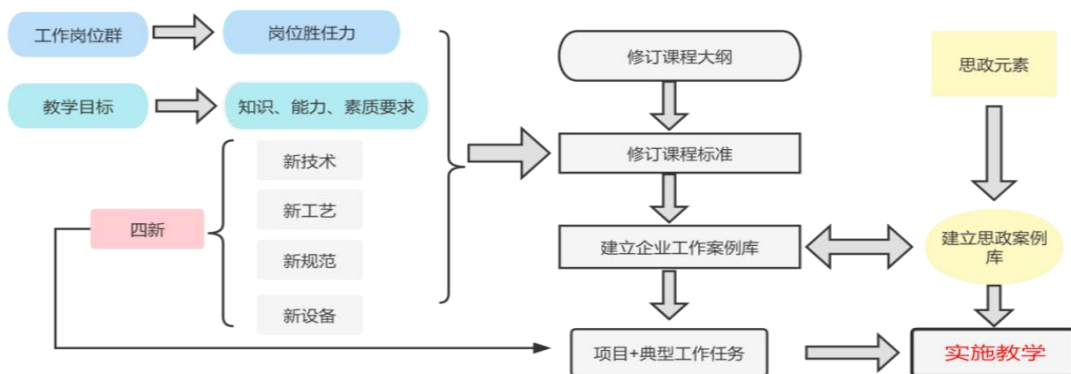 工作岗位群
岗位胜任力
教学目标
知识、能力、素质要求
四新
新技术
新工艺
新规范
新设备
修订课程大纲
修订课程标准
建立企业工作案例库
项目+典型工作任务
思政元素
建立思政案例
库
实施教学